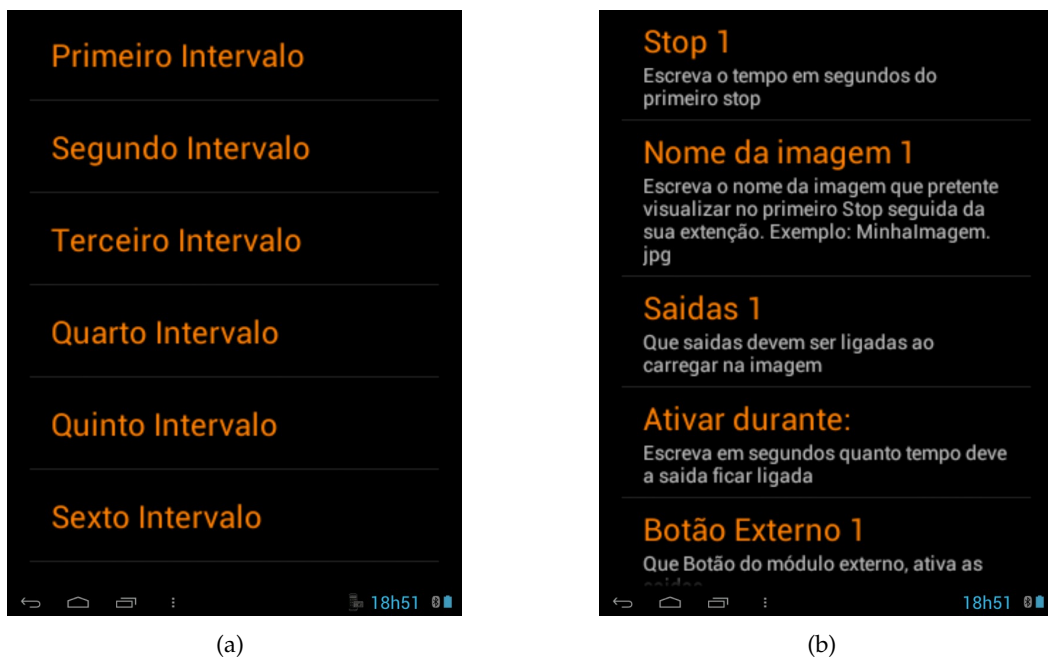 Primeiro Intervalo
Segundo Intervalo
Terceiro Intervalo
Quarto Intervalo
Quinto Intervalo
Sexto Intervalo
18h51
(a)
Stop 1
Escreva o tempo em segundos do
primeiro stop
Nome da imagem 1
Escreva o nome da imagem que pretente
visualizar no primeiro Stop seguida da
sua extenção. Exemplo: MinhaImagem.
jpg
Saidas 1
Que saidas devem ser ligadas ao
carregar na imagem
Ativar durante:
Escreva em segundos quanto tempo deve
a saida ficar ligada
Botão Externo 1
Que Botão do módulo externo, ativa as
18h51
(b)